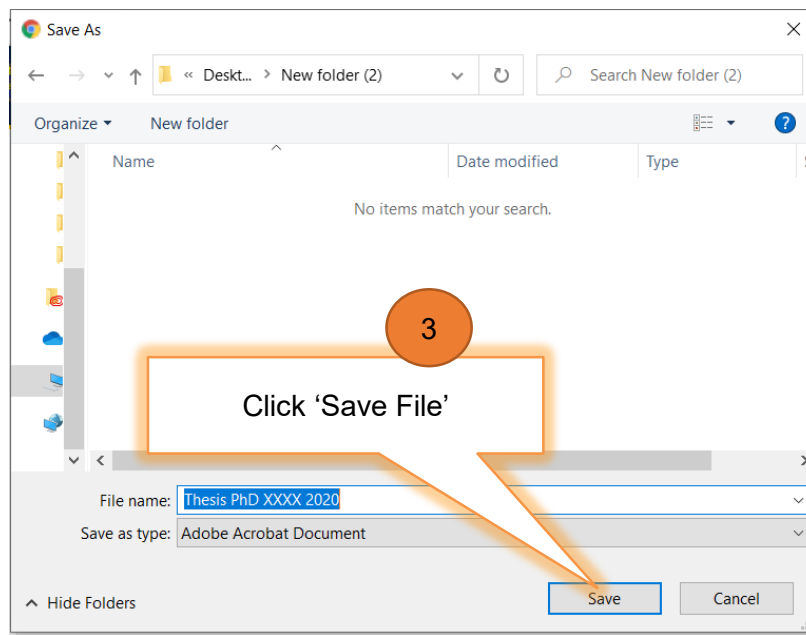 Save As
« Deskt... > New folder (2)
Search New folder (2)
Organize
New folder
Name
Date modified
Type
No items match your search.
3
Click ‘Save File’
File name: Thesis PhD XXXX 2020
Save as type: Adobe Acrobat Document
Hide Folders
Save
Cancel